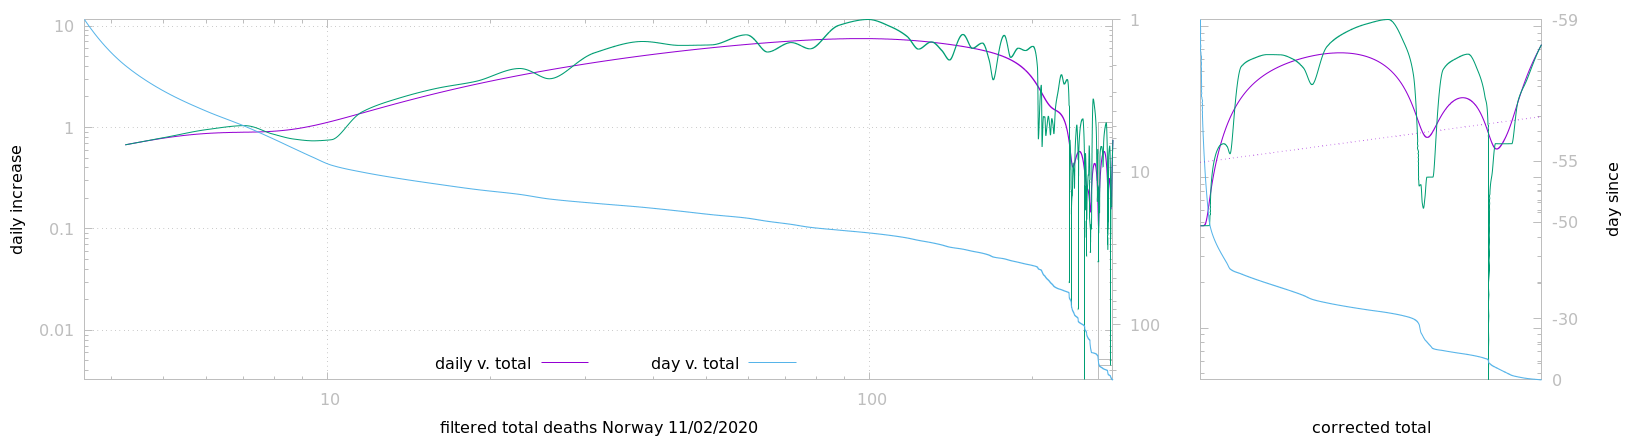 daily increase
10
1
0.1
0.01
daily v. total
day v. total
10
100
filtered total deaths Norway 11/02/2020
1
10
100
-59
-55
-50
-30
0
day since
corrected total